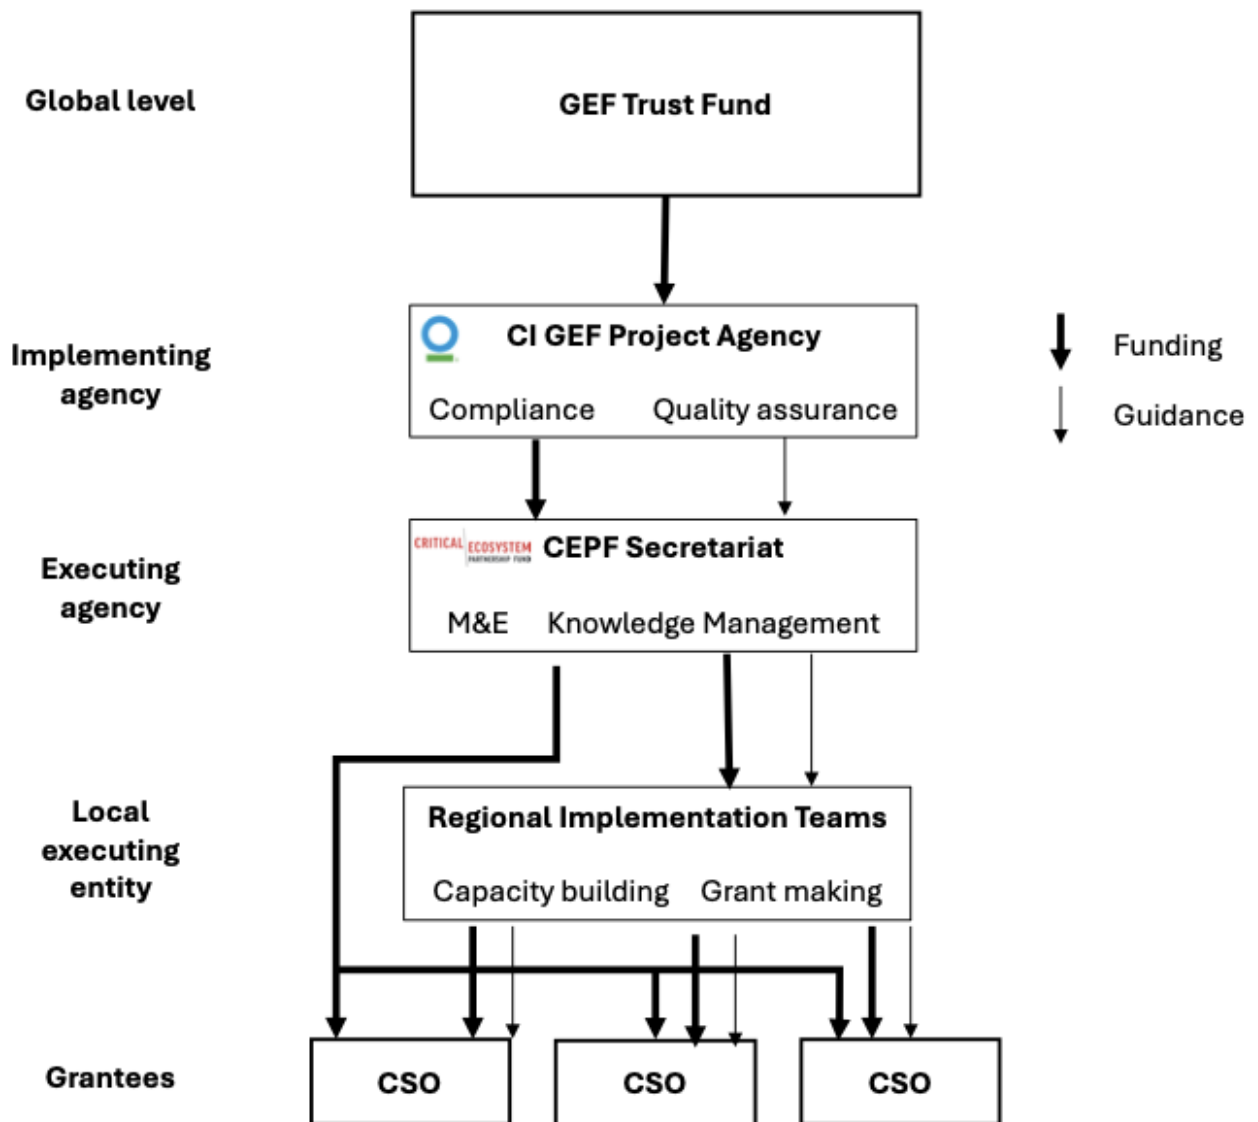 Global level
GEF Trust Fund
Implementing
agency
CI GEF Project Agency
Compliance
Quality assurance
Funding
Guidance
Executing
agency
CRITICAL
ECOSYSTEM
PARTNERSHIP FUND
CEPF Secretariat
M&E
Knowledge Management
Local
executing
entity
Regional Implementation Teams
Capacity building
Grant making
Grantees
CSO
CSO
CSO